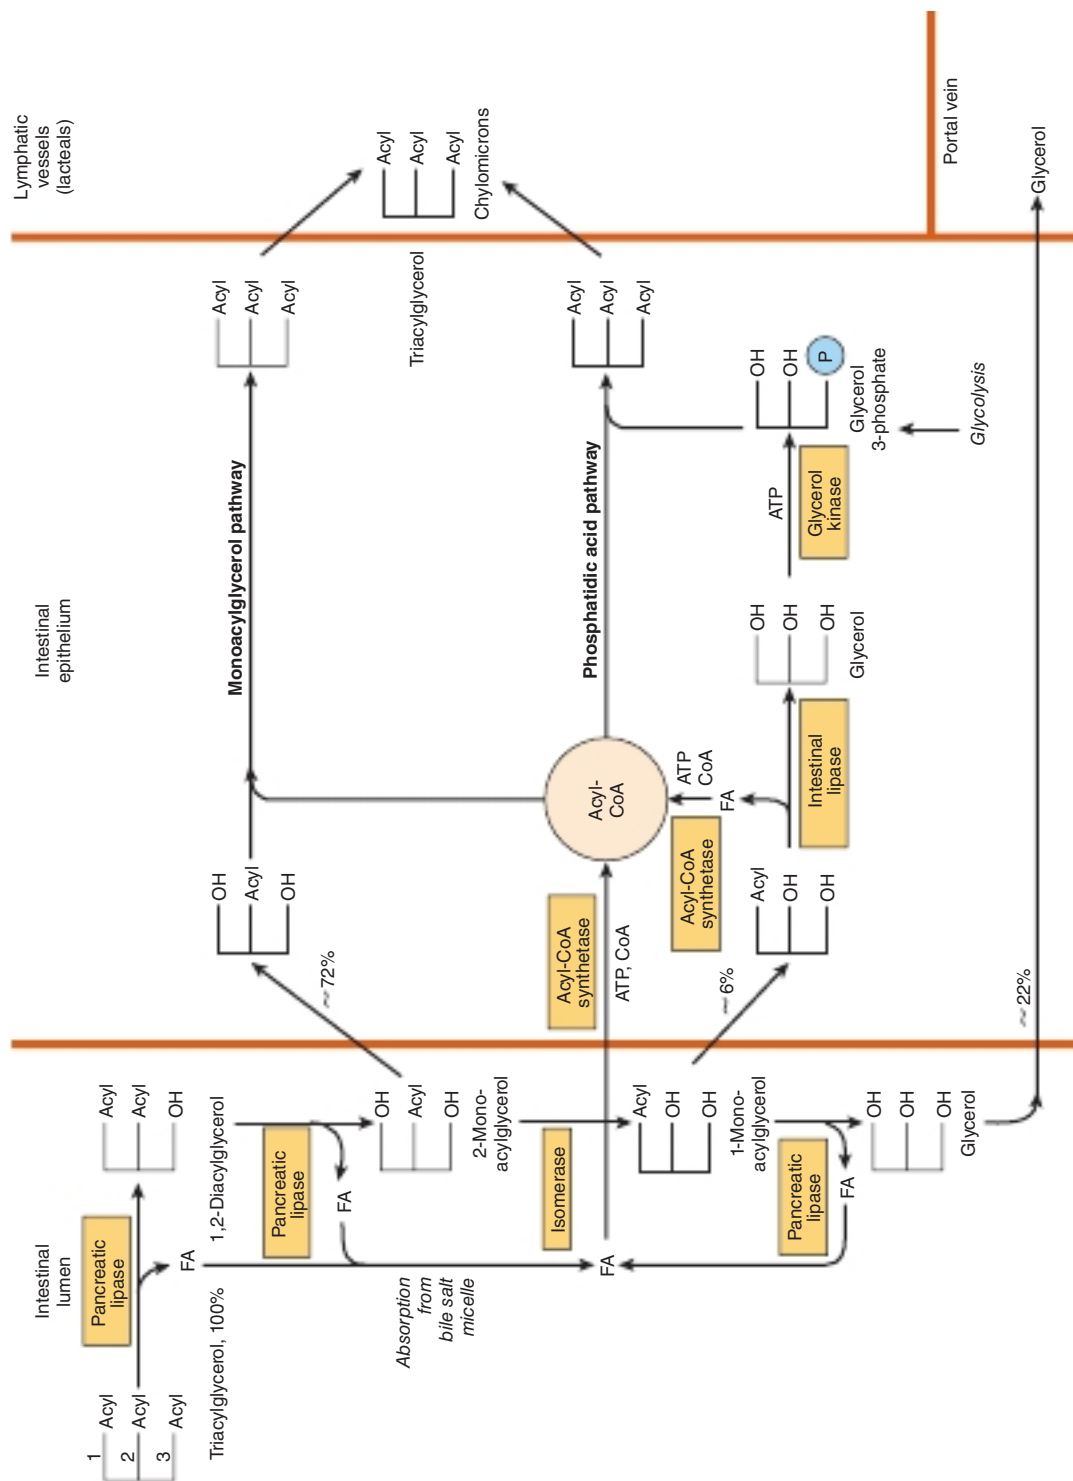 Intestinal
lumen
Intestinal
epithelium
Lymphatic
vessels
(lacteals)
1
Acyl
2
Acyl
3
Acyl
Triacylglycerol, 100%
Pancreatic
lipase
FA
Acyl
Acyl
OH
1,2-Diacylglycerol
Pancreatic
lipase
FA
OH
Acyl
OH
2-Mono-
acylglycerol
~ 72%
OH
Acyl
OH
Monoacylglycerol pathway
Acyl
Acyl
Acyl
Triacylglycerol
Acyl
Acyl
Acyl
Chylomicrons
Absorption
from
bile salt
micelle
FA
Isomerase
Acyl-CoA
synthetase
ATP, CoA
Acyl-
CoA
Phosphatidic acid pathway
Acyl
Acyl
Acyl
Acyl
OH
OH
1-Mono-
acylglycerol
~ 6%
Acyl-CoA
synthetase
ATP
CoA
FA
Acyl
OH
OH
Intestinal
lipase
OH
OH
OH
Glycerol
ATP
Glycerol
kinase
OH
OH
P
Glycerol
3-phosphate
Glycolysis
Pancreatic
lipase
FA
OH
OH
OH
Glycerol
~ 22%
Portal vein
Glycerol